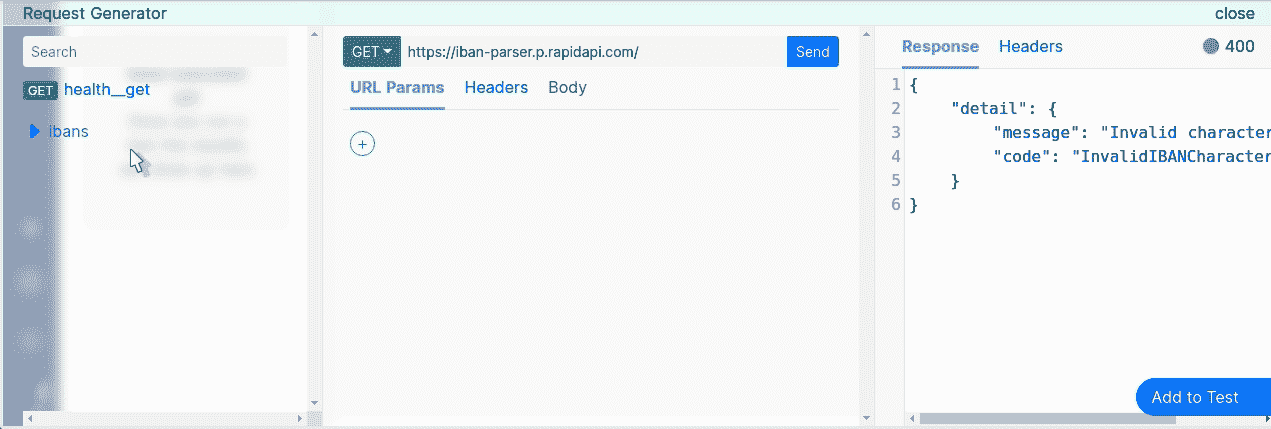 Request Generator close
Search
GET health__get
ibans
GET https://iban-parser.p.rapidapi.com/ Send
URL Params Headers Body
+
Response Headers 400
1 {
2 "detail": {
3 "message": "Invalid character
4 "code": "InvalidIBANCharacter
5 }
6 }
Add to Test